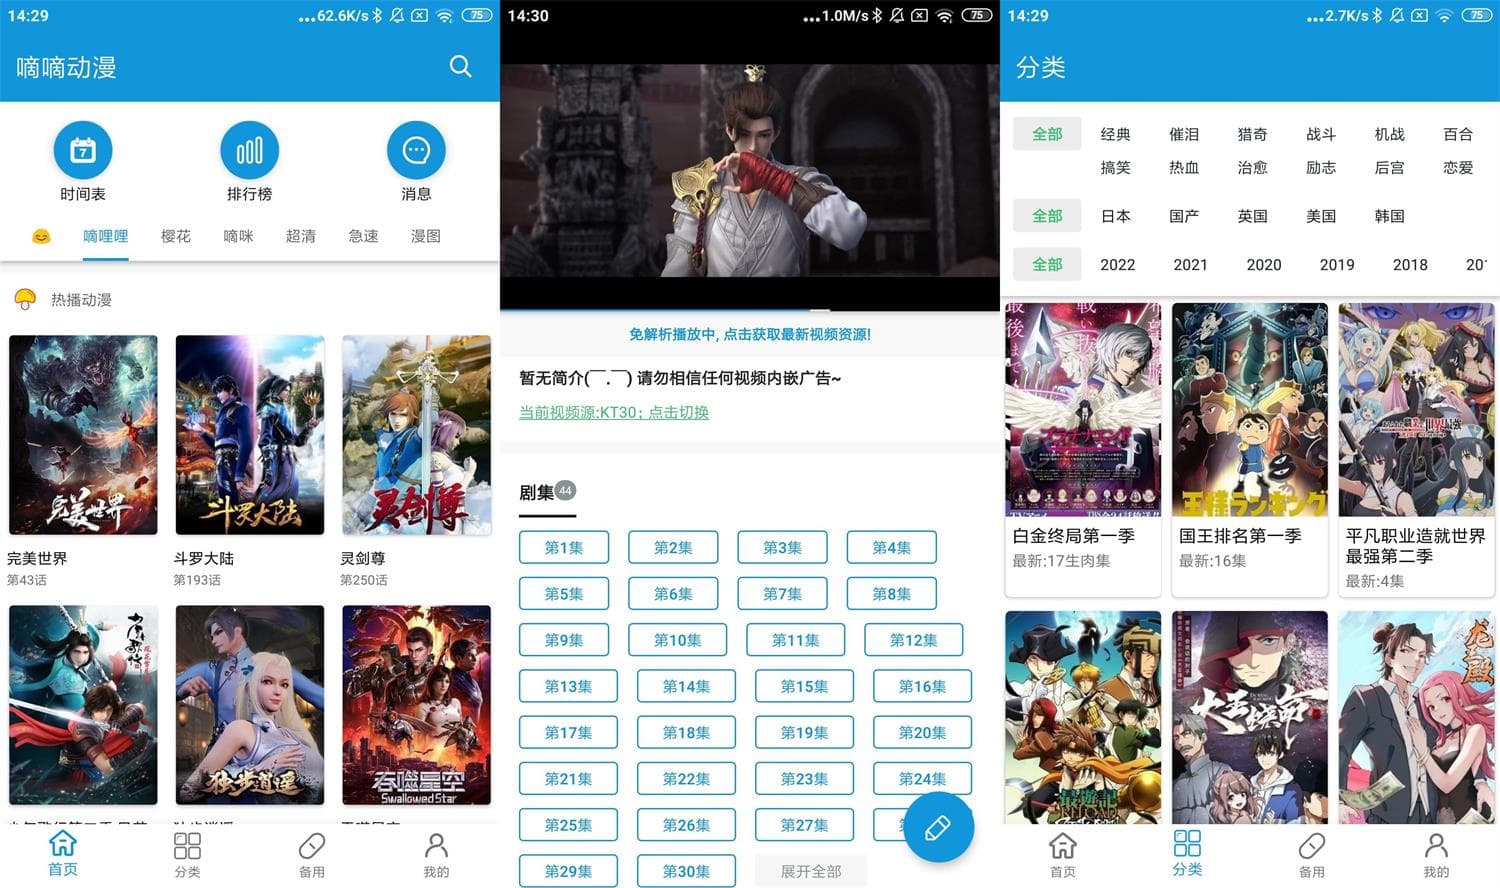 14:29
62.6K/s
75
嘀嘀动漫
7
时间表
排行榜
消息
嘀哩哩
樱花
嘀咪
超清
急速
漫图
热播动漫
完美世界
斗罗大陆
灵剑尊
完美世界
第43话
斗罗大陆
第193话
灵剑尊
第250话
独步逍遥
吞噬星空
Swallowed Star
首页
分类
备用
我的
14:30
1.0M/s
75
免解析播放中, 点击获取最新视频资源!
暂无简介(￣.￣) 请勿相信任何视频内嵌广告~
当前视频源:KT30; 点击切换
剧集
44
第1集
第2集
第3集
第4集
第5集
第6集
第7集
第8集
第9集
第10集
第11集
第12集
第13集
第14集
第15集
第16集
第17集
第18集
第19集
第20集
第21集
第22集
第23集
第24集
第25集
第26集
第27集
第29集
第30集
展开全部
14:29
2.7K/s
75
分类
全部
经典
催泪
猎奇
战斗
机战
百合
搞笑
热血
治愈
励志
后宫
恋爱
全部
日本
国产
英国
美国
韩国
全部
2022
2021
2020
2019
2018
プラチナエンド
王様ランキング
白金终局第一季
最新:17生肉集
国王排名第一季
最新:16集
平凡职业造就世界
最强第二季
最新:4集
最遊記
RELOAD
龙王殿
首页
分类
备用
我的